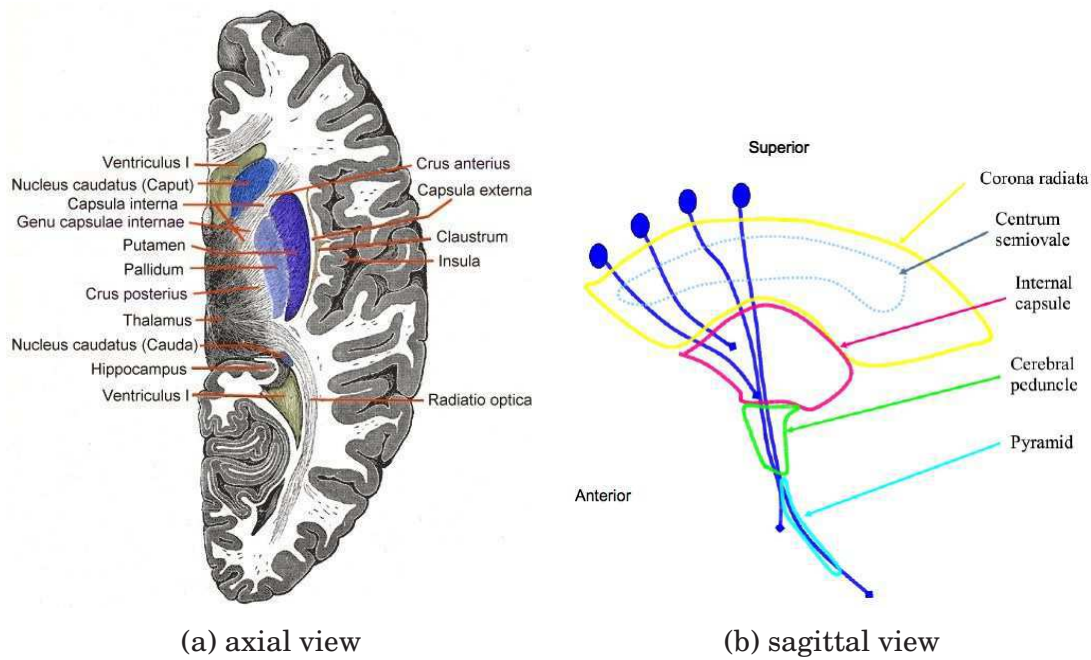 Ventriculus I
Nucleus caudatus (Caput)
Capsula interna
Genu capsulae internae
Putamen
Pallidum
Crus posterius
Thalamus
Nucleus caudatus (Cauda)
Hippocampus
Ventriculus I
Crus anterius
Capsula externa
Claustrum
Insula
Radiatio optica
(a) axial view
Superior
Corona radiata
Centrum
semiovale
Internal
capsule
Cerebral
peduncle
Pyramid
Anterior
(b) sagittal view